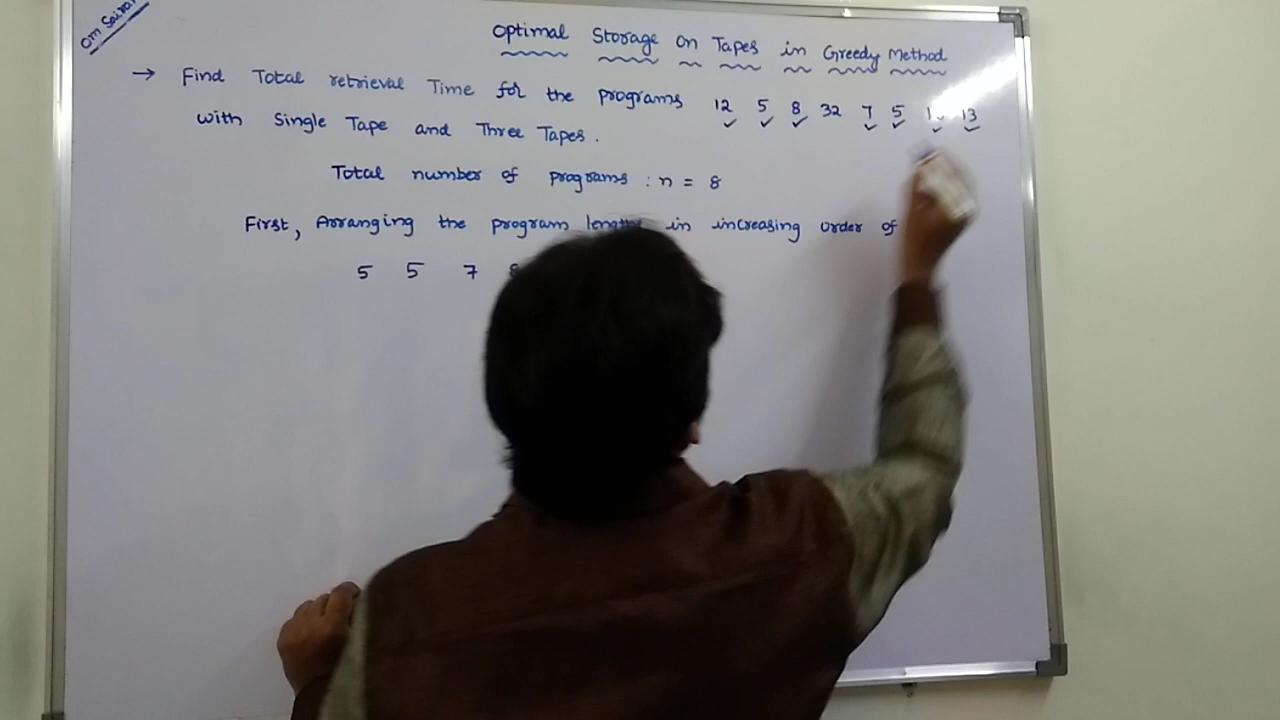 Om Saira
Optimal Storage on Tapes in Greedy Method
→ Find Total retrieval Time for the programs 12 5 8 32 7 5 13
with Single Tape and Three Tapes.
Total number of programs : n = 8
First, Arranging the program lengths in increasing order of
5 5 7